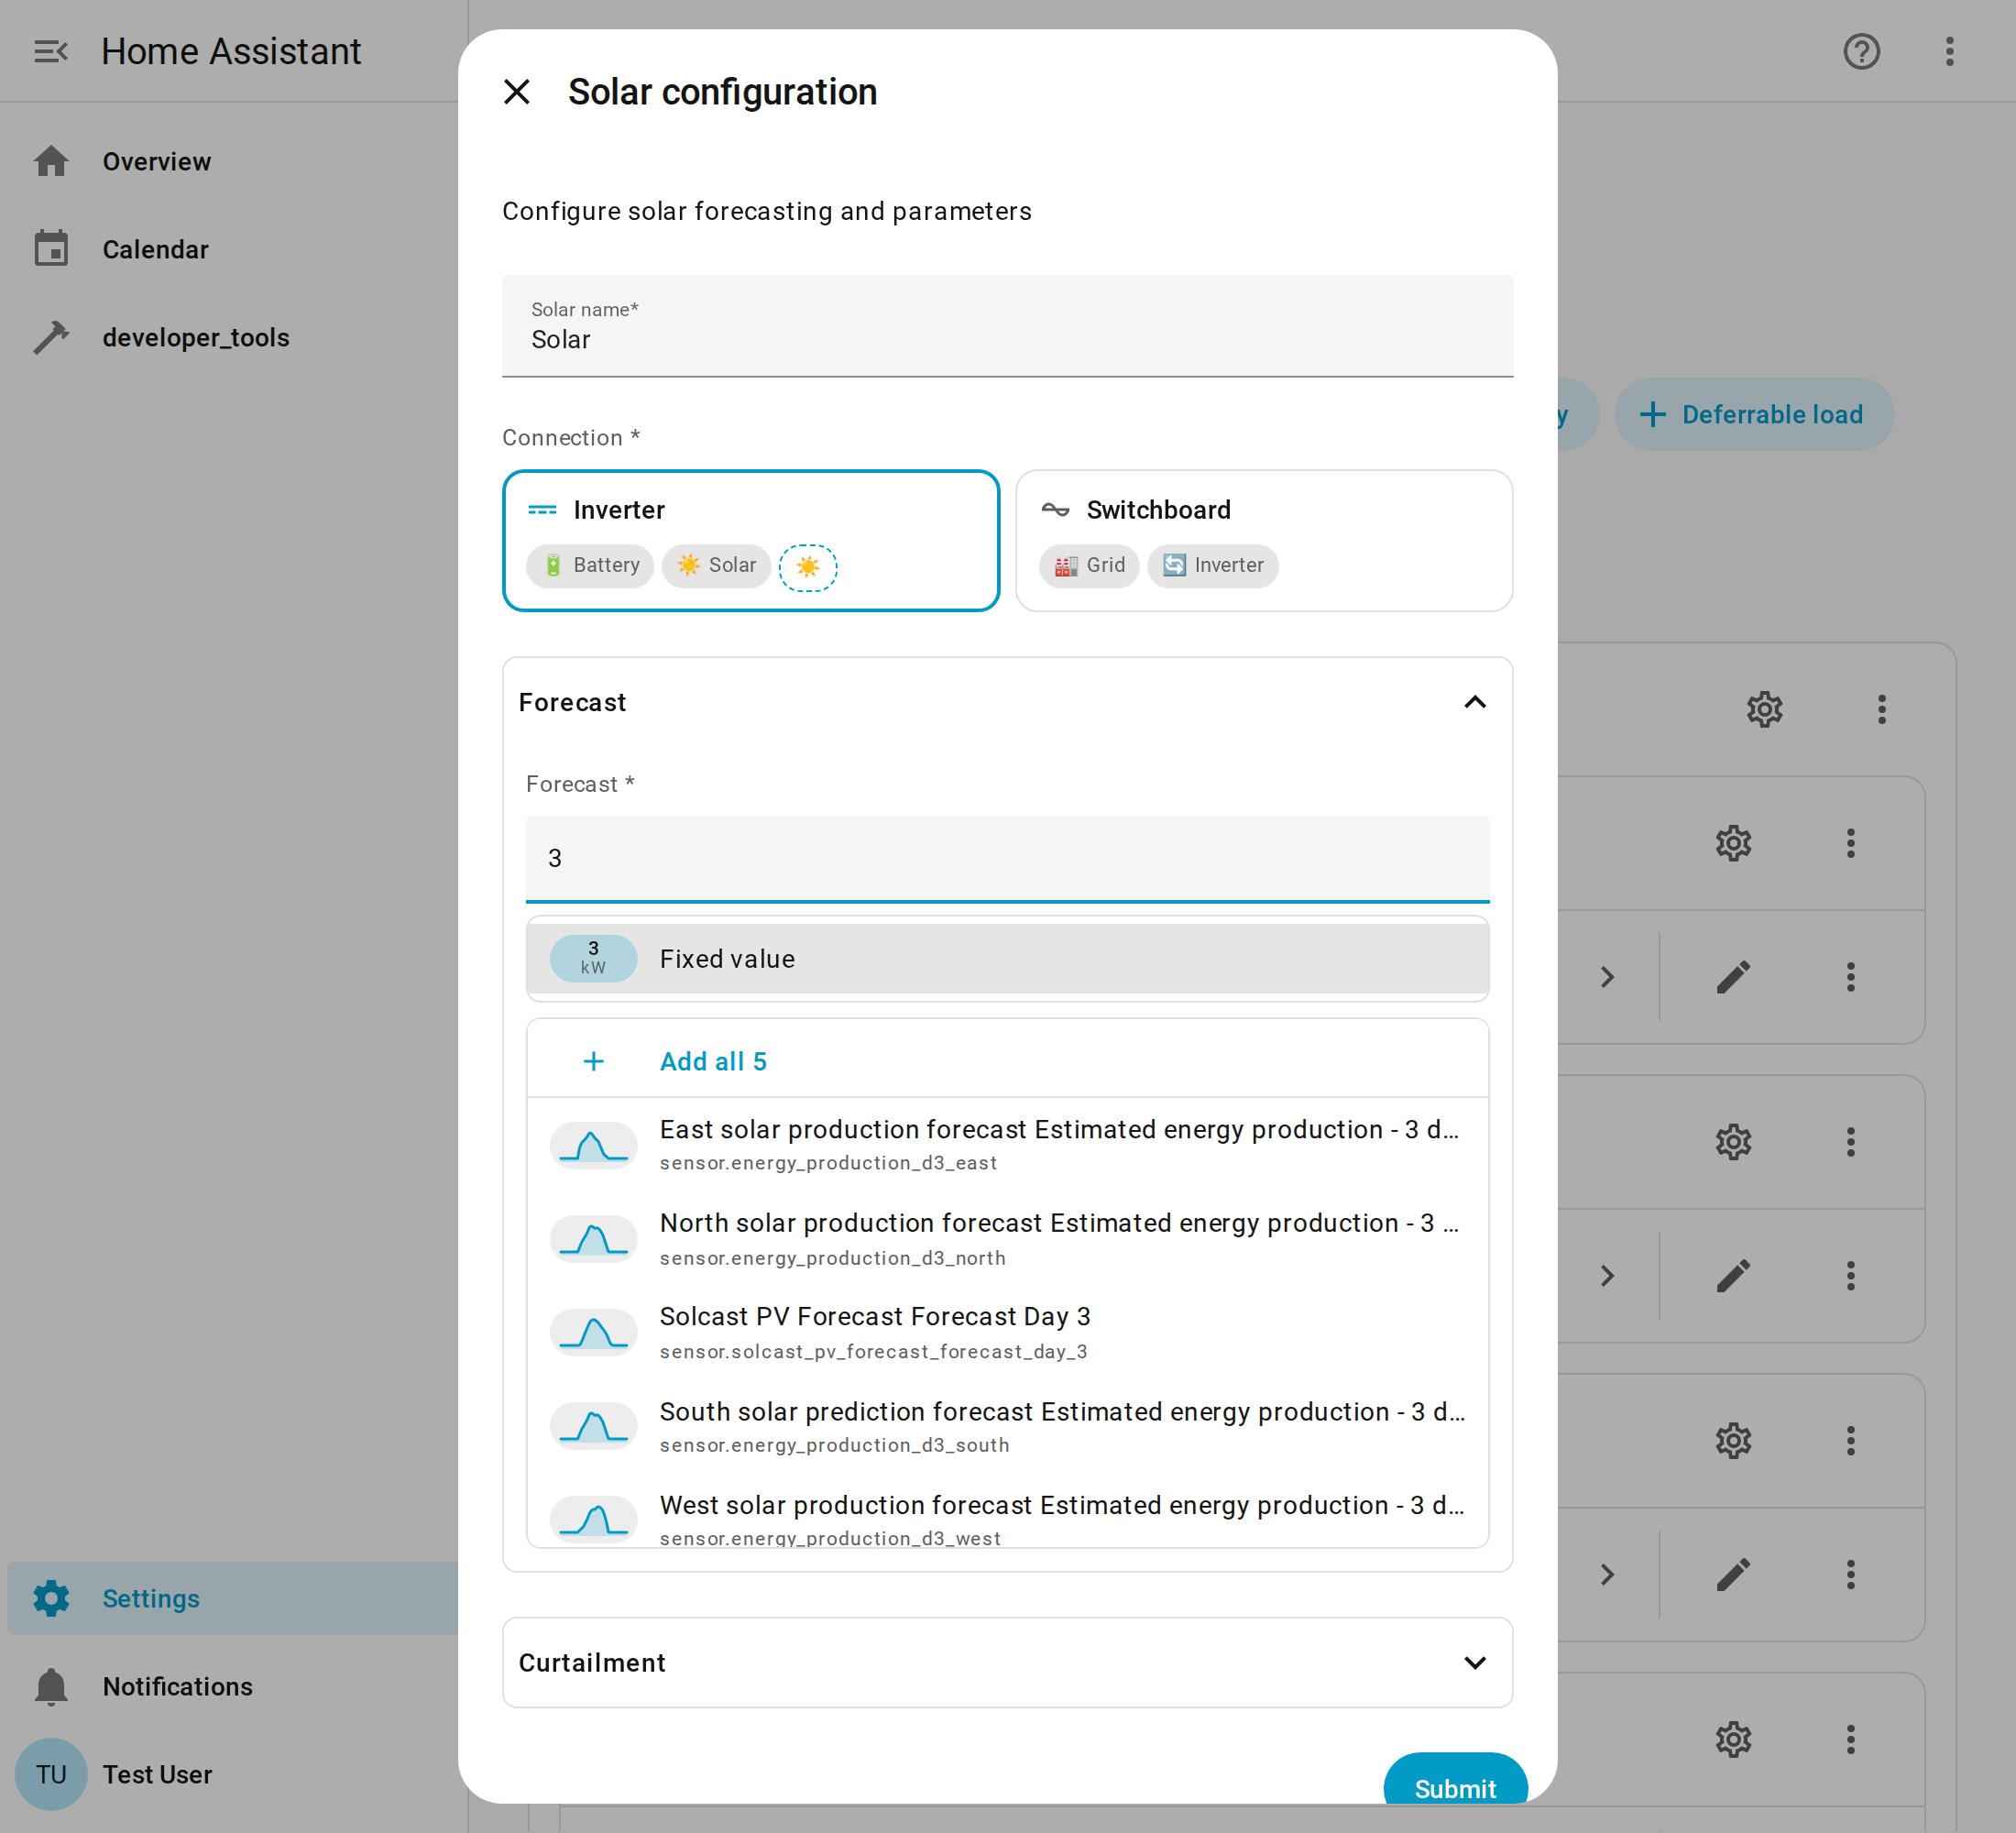 Home Assistant
Overview
Calendar
developer_tools
Settings
Notifications
TU
Test User
Solar configuration
Configure solar forecasting and parameters
Solar name*
Solar
Connection *
Inverter
Battery
Solar
Switchboard
Grid
Inverter
Forecast
Forecast *
3
3
kW
Fixed value
Add all 5
East solar production forecast Estimated energy production - 3 d…
sensor.energy_production_d3_east
North solar production forecast Estimated energy production - 3 …
sensor.energy_production_d3_north
Solcast PV Forecast Forecast Day 3
sensor.solcast_pv_forecast_forecast_day_3
South solar prediction forecast Estimated energy production - 3 d…
sensor.energy_production_d3_south
West solar production forecast Estimated energy production - 3 d…
sensor.energy_production_d3_west
Curtailment
Submit
y
Deferrable load